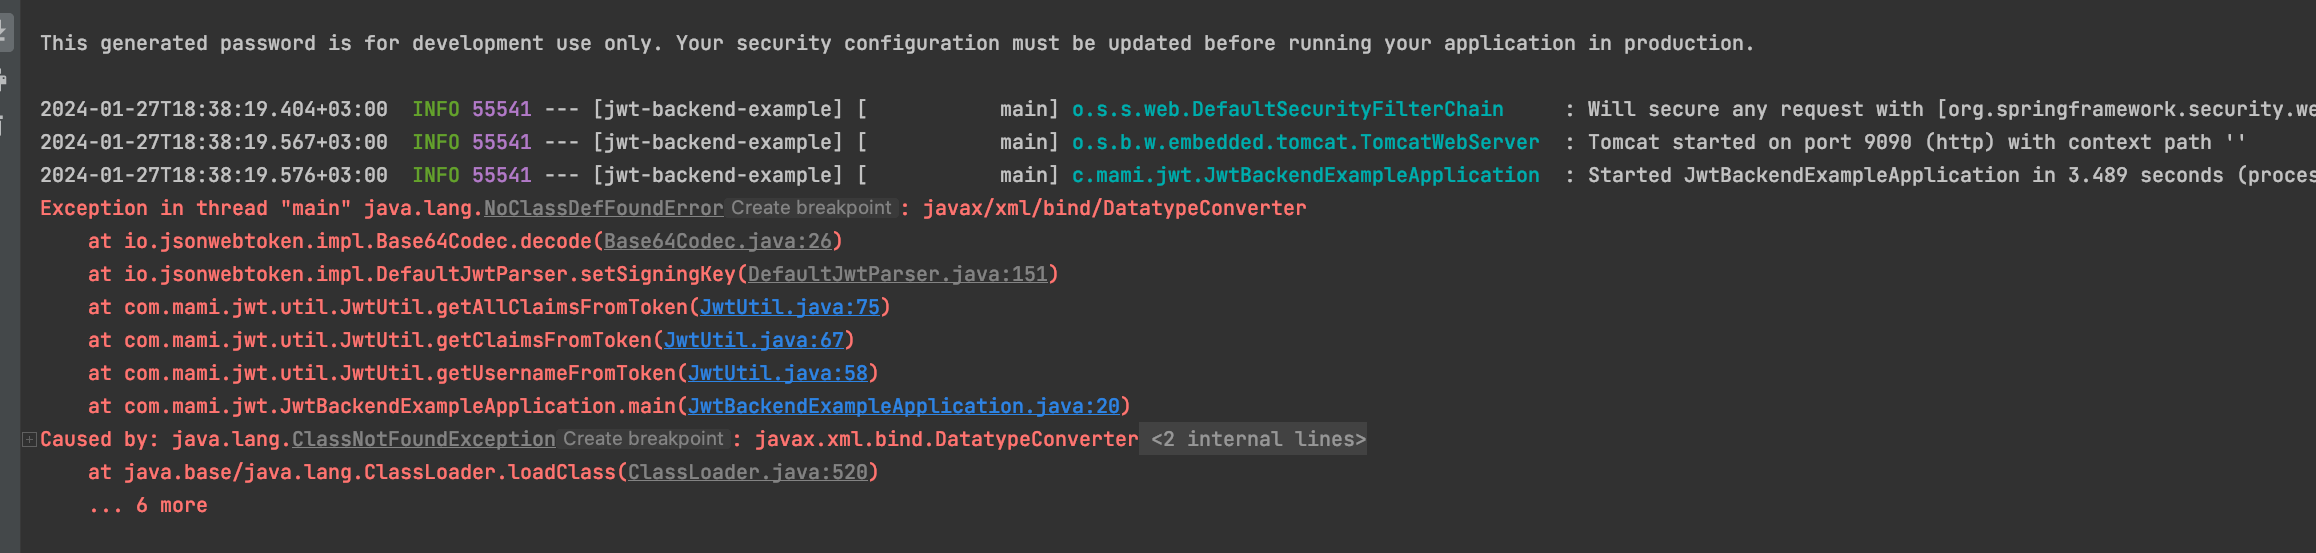 This generated password is for development use only. Your security configuration must be updated before running your application in production.
2024-01-27T18:38:19.404+03:00  INFO 55541 --- [jwt-backend-example] [           main] o.s.s.web.DefaultSecurityFilterChain     : Will secure any request with [org.springframework.security.we
2024-01-27T18:38:19.567+03:00  INFO 55541 --- [jwt-backend-example] [           main] o.s.b.w.embedded.tomcat.TomcatWebServer  : Tomcat started on port 9090 (http) with context path ''
2024-01-27T18:38:19.576+03:00  INFO 55541 --- [jwt-backend-example] [           main] c.mami.jwt.JwtBackendExampleApplication  : Started JwtBackendExampleApplication in 3.489 seconds (proces
Exception in thread "main" java.lang.NoClassDefFoundError Create breakpoint : javax/xml/bind/DatatypeConverter
at io.jsonwebtoken.impl.Base64Codec.decode(Base64Codec.java:26)
at io.jsonwebtoken.impl.DefaultJwtParser.setSigningKey(DefaultJwtParser.java:151)
at com.mami.jwt.util.JwtUtil.getAllClaimsFromToken(JwtUtil.java:75)
at com.mami.jwt.util.JwtUtil.getClaimsFromToken(JwtUtil.java:67)
at com.mami.jwt.util.JwtUtil.getUsernameFromToken(JwtUtil.java:58)
at com.mami.jwt.JwtBackendExampleApplication.main(JwtBackendExampleApplication.java:20)
Caused by: java.lang.ClassNotFoundException Create breakpoint : javax.xml.bind.DatatypeConverter <2 internal lines>
at java.base/java.lang.ClassLoader.loadClass(ClassLoader.java:520)
... 6 more